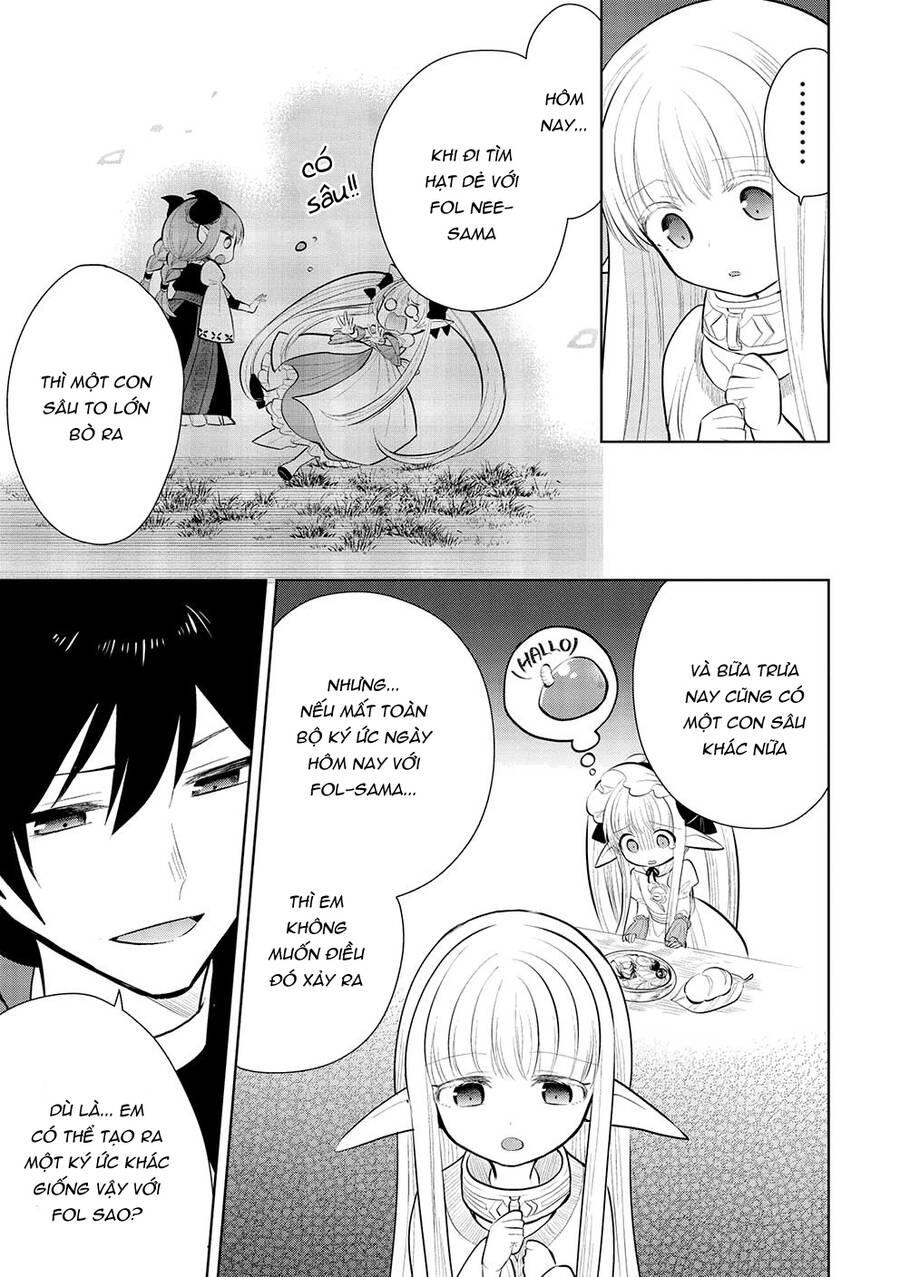 .........
HÔM
NAY...
KHI ĐI TÌM
HẠT DẺ VỚI
FOL NEE-
SAMA
CÓ
SÂU!!
THÌ MỘT CON
SÂU TO LỚN
BÒ RA
VÀ BỮA TRƯA
NAY CŨNG CÓ
MỘT CON SÂU
KHÁC NỮA
(HALLO)
NHƯNG...
NẾU MẤT TOÀN
BỘ KÝ ỨC NGÀY
HÔM NAY VỚI
FOL-SAMA...
THÌ EM
KHÔNG
MUỐN ĐIỀU
ĐÓ XẢY RA
DÙ LÀ... EM
CÓ THỂ TẠO RA
MỘT KÝ ỨC KHÁC
GIỐNG VẬY VỚI
FOL SAO?